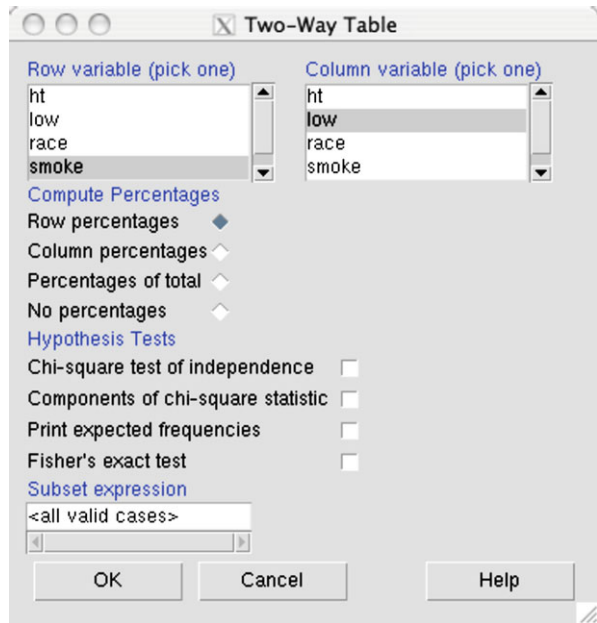 Two-Way Table
Row variable (pick one)
ht
low
race
smoke
Column variable (pick one)
ht
low
race
smoke
Compute Percentages
Row percentages
Column percentages
Percentages of total
No percentages
Hypothesis Tests
Chi-square test of independence
Components of chi-square statistic
Print expected frequencies
Fisher's exact test
Subset expression
<all valid cases>
OK Cancel Help